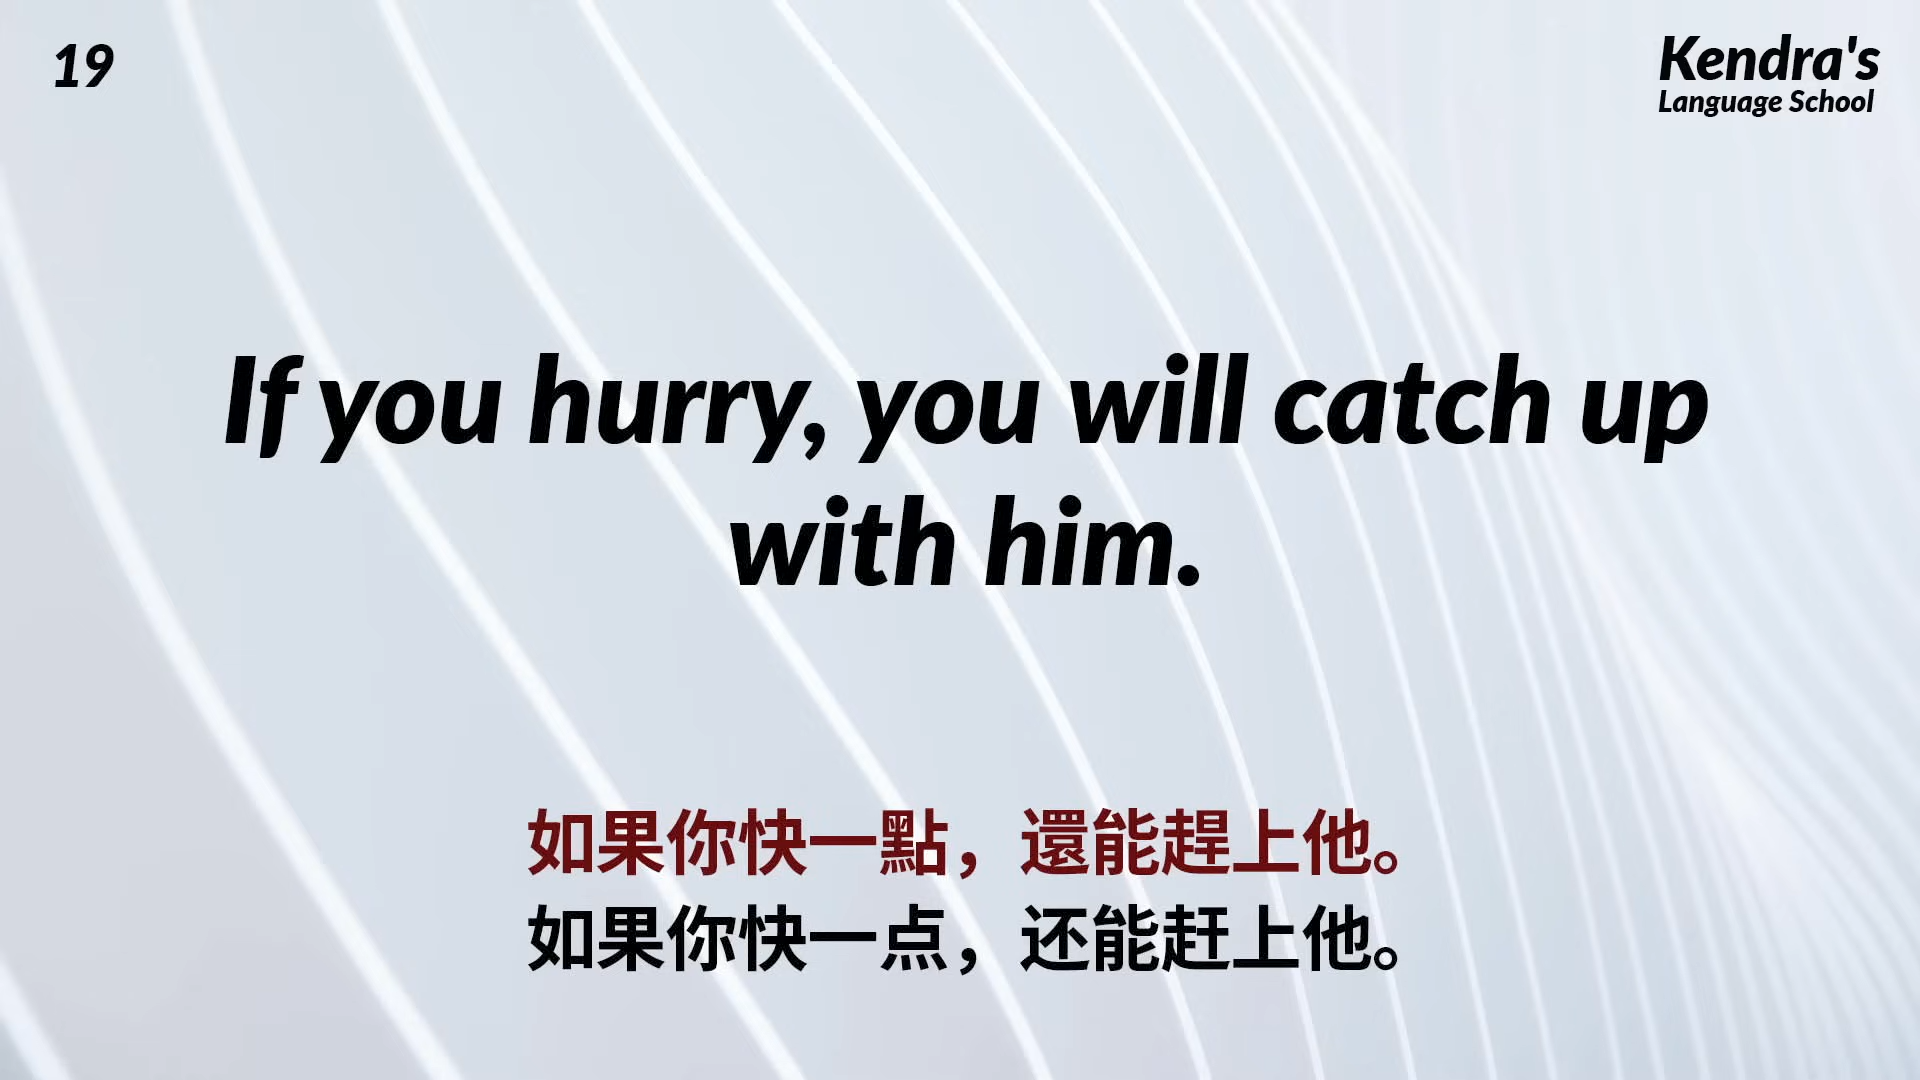 19
Kendra's
Language School
If you hurry, you will catch up
with him.
如果你快一點，還能趕上他。
如果你快一点，还能赶上他。